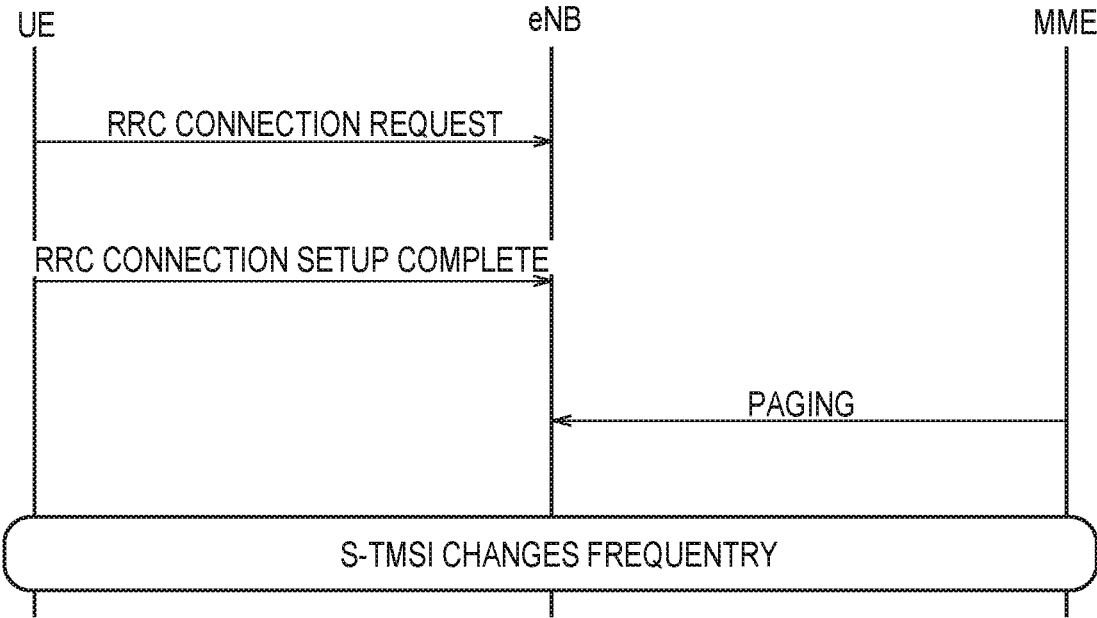 UE
eNB
MME
RRC CONNECTION REQUEST
RRC CONNECTION SETUP COMPLETE
PAGING
S-TMSI CHANGES FREQUENTRY